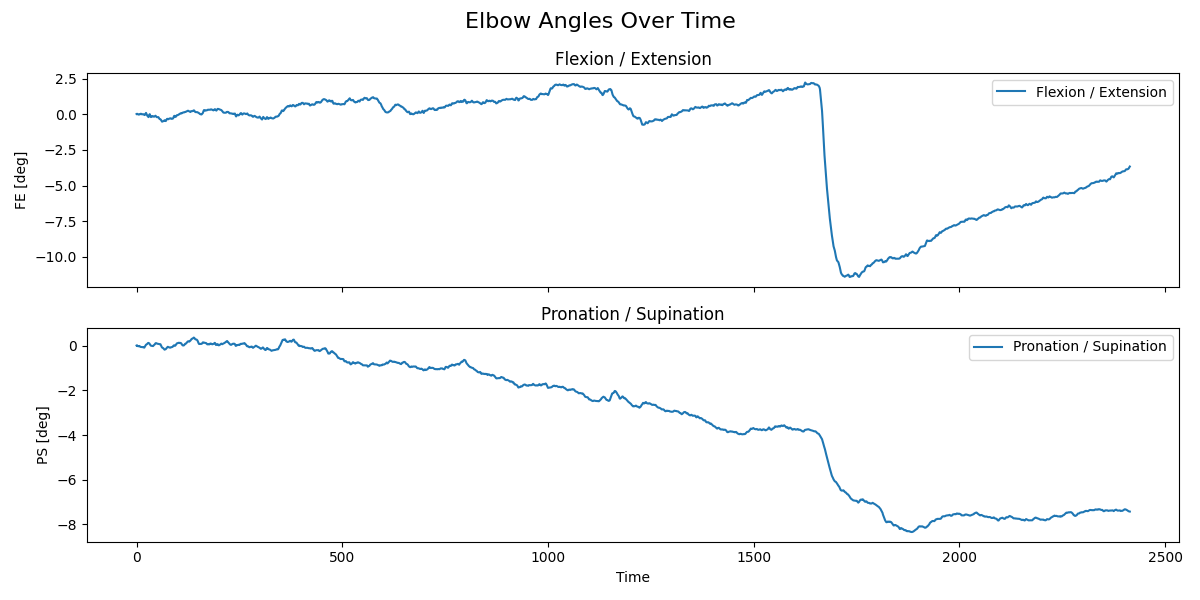 Elbow Angles Over Time
Flexion / Extension
2.5
0.0
−2.5
−5.0
−7.5
−10.0
FE [deg]
Flexion / Extension
Pronation / Supination
0
−2
−4
−6
−8
PS [deg]
Pronation / Supination
0 500 1000 1500 2000 2500
Time